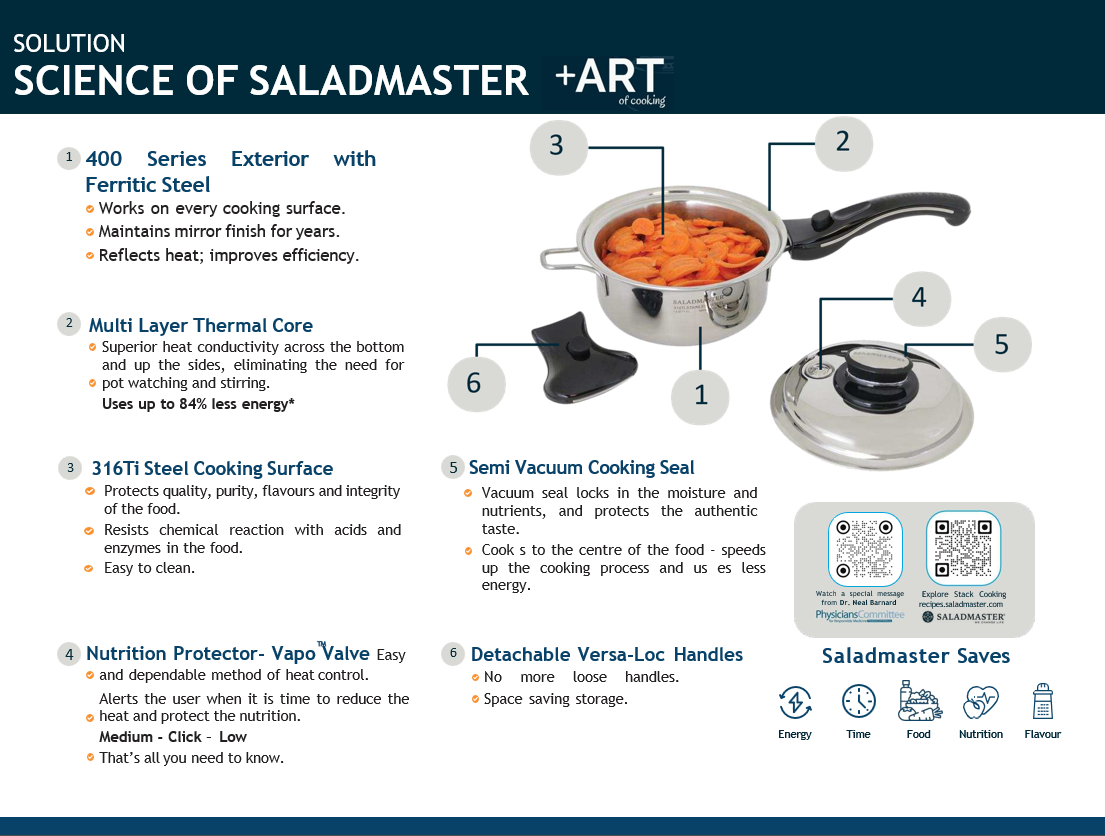 SOLUTION
SCIENCE OF SALADMASTER
+ART
of cooking
1
400 Series Exterior with
Ferritic Steel
Works on every cooking surface.
Maintains mirror finish for years.
Reflects heat; improves efficiency.
2
Multi Layer Thermal Core
Superior heat conductivity across the bottom
and up the sides, eliminating the need for
pot watching and stirring.
Uses up to 84% less energy*
3
316Ti Steel Cooking Surface
Protects quality, purity, flavours and integrity
of the food.
Resists chemical reaction with acids and
enzymes in the food.
Easy to clean.
4
Nutrition Protector- Vapo™Valve Easy
and dependable method of heat control.
Alerts the user when it is time to reduce the
heat and protect the nutrition.
Medium - Click – Low
That's all you need to know.
3
2
4
5
6
1
SALADMASTER
5
Semi Vacuum Cooking Seal
Vacuum seal locks in the moisture and
nutrients, and protects the authentic
taste.
Cook s to the centre of the food - speeds
up the cooking process and us es less
energy.
6
Detachable Versa-Loc Handles
No more loose handles.
Space saving storage.
Watch a special message
from Dr. Neal Barnard
PhysiciansCommittee
Explore Stack Cooking
recipes.saladmaster.com
SALADMASTER
Saladmaster Saves
Energy
Time
Food
Nutrition
Flavour